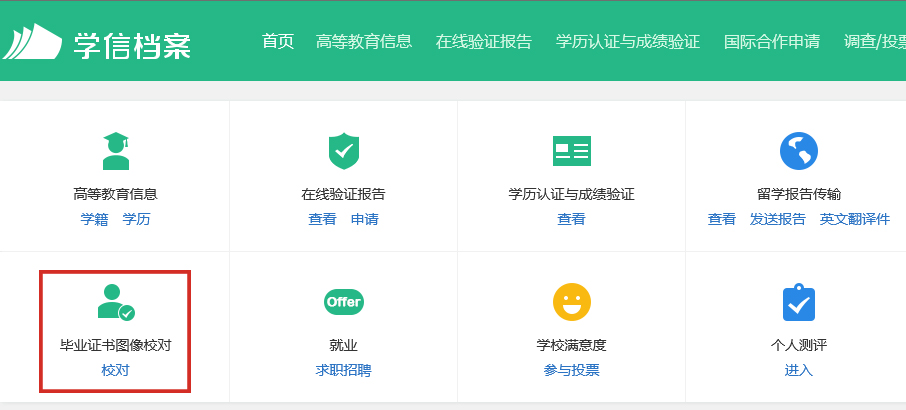 学信档案 首页 高等教育信息 在线验证报告 学历认证与成绩验证 国际合作申请 调查/投票
高等教育信息 在线验证报告 学历认证与成绩验证 留学报告传输
学籍 学历 查看 申请 查看 查看 发送报告 英文翻译件
Offer
毕业证书图像校对 就业 学校满意度 个人测评
校对 求职招聘 参与投票 进入